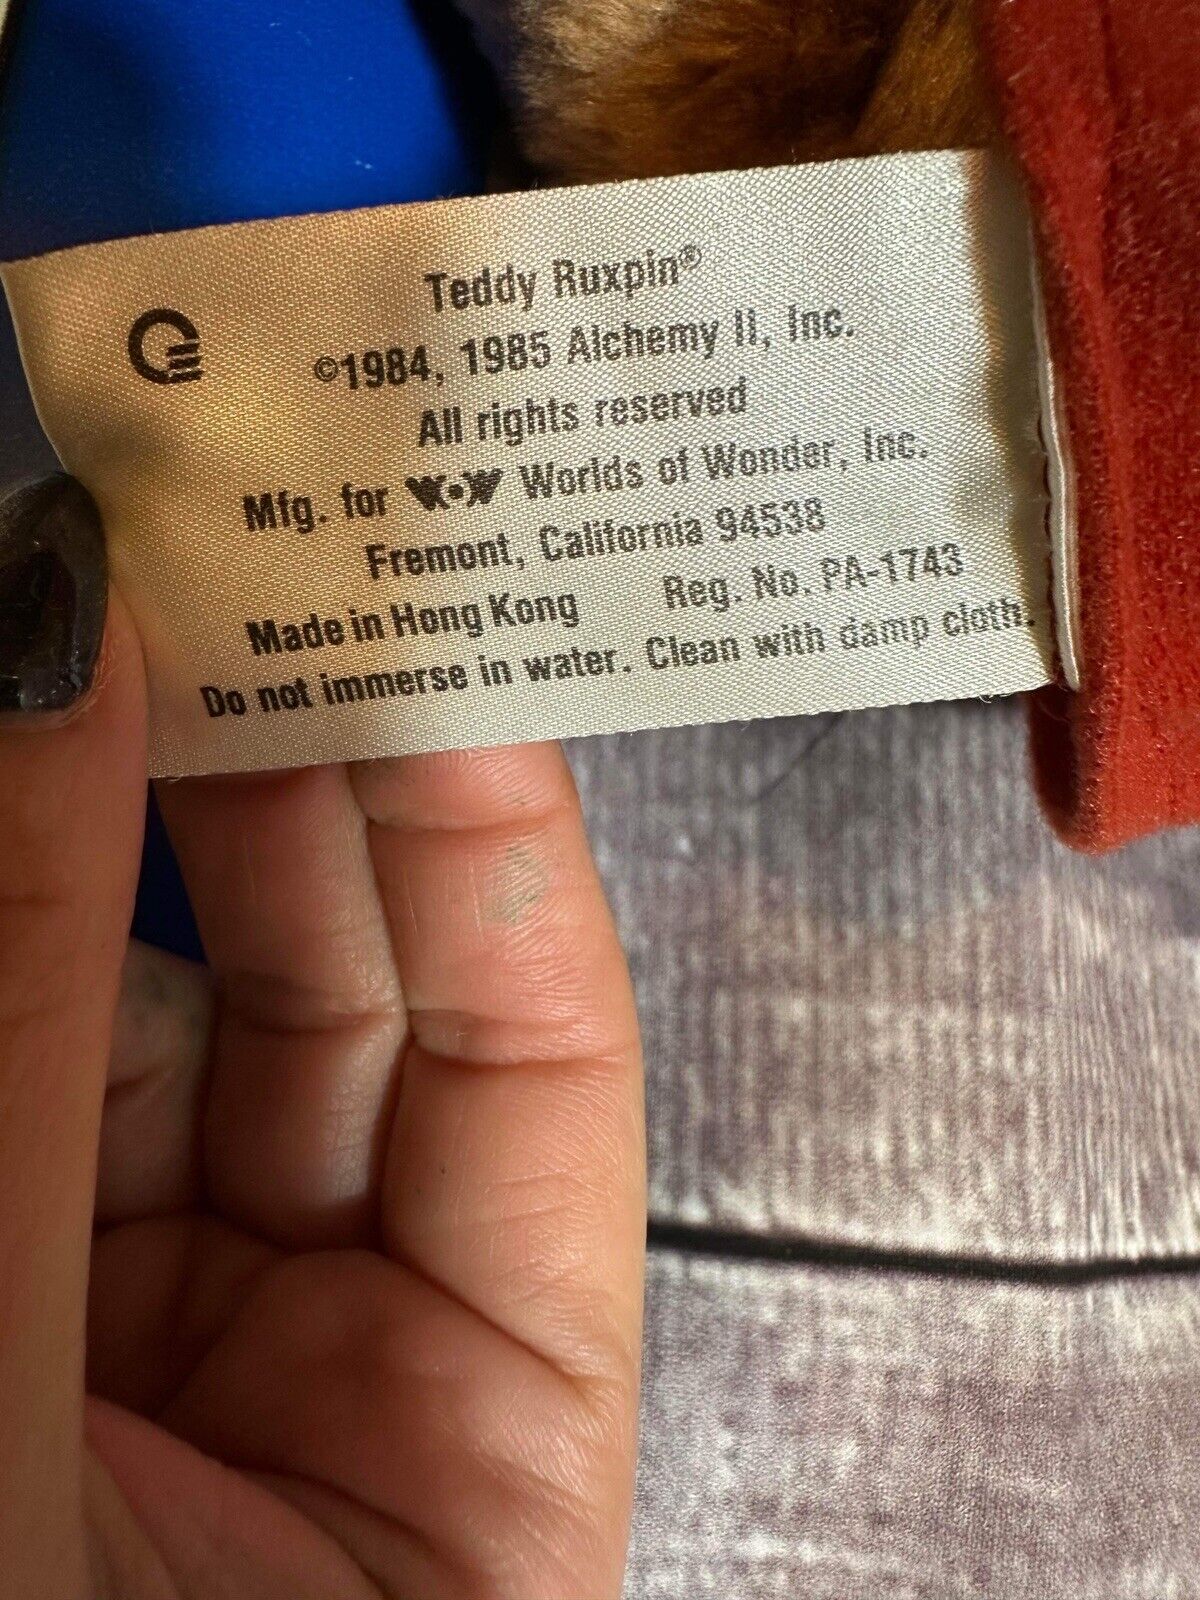 Teddy Ruxpin®
©1984, 1985 Alchemy II, Inc.
All rights reserved
Mfg. for W·O·W Worlds of Wonder, Inc.
Fremont, California 94538
Made in Hong Kong Reg. No. PA-1743
Do not immerse in water. Clean with damp cloth.